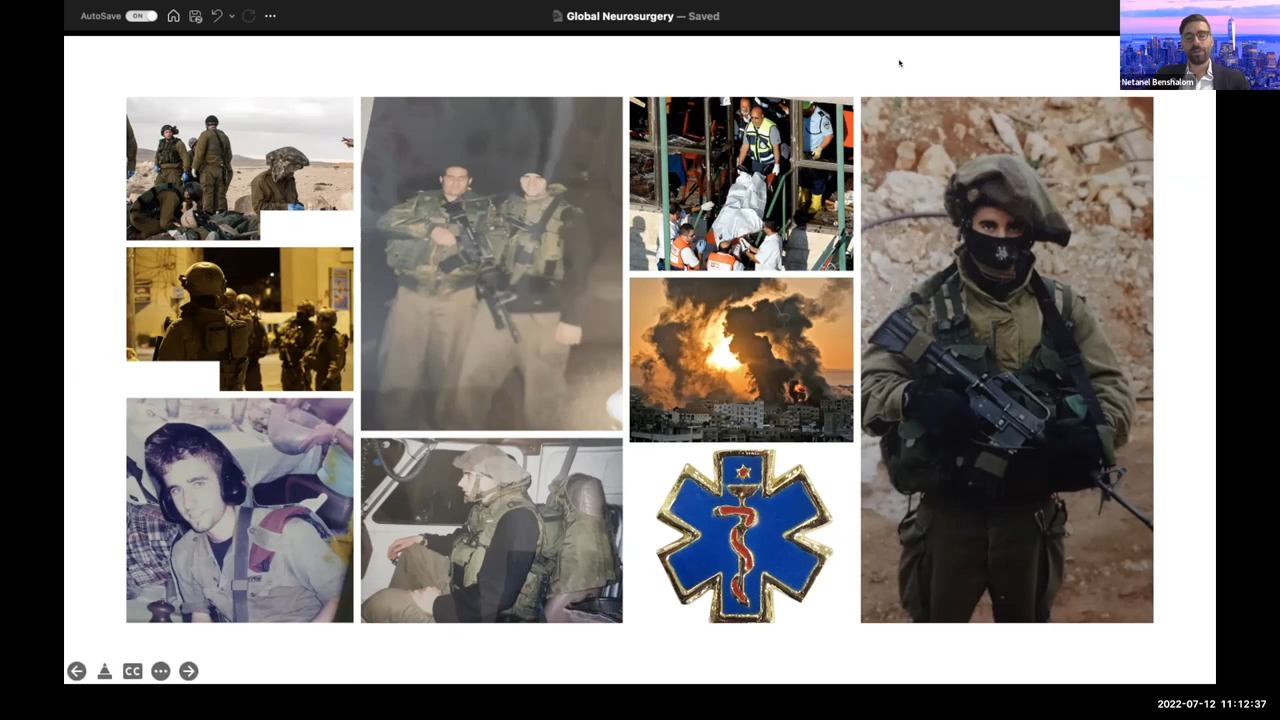 AutoSave ON Global Neurosurgery — Saved
Netanel Benshalom
CC
2022-07-12 11:12:37